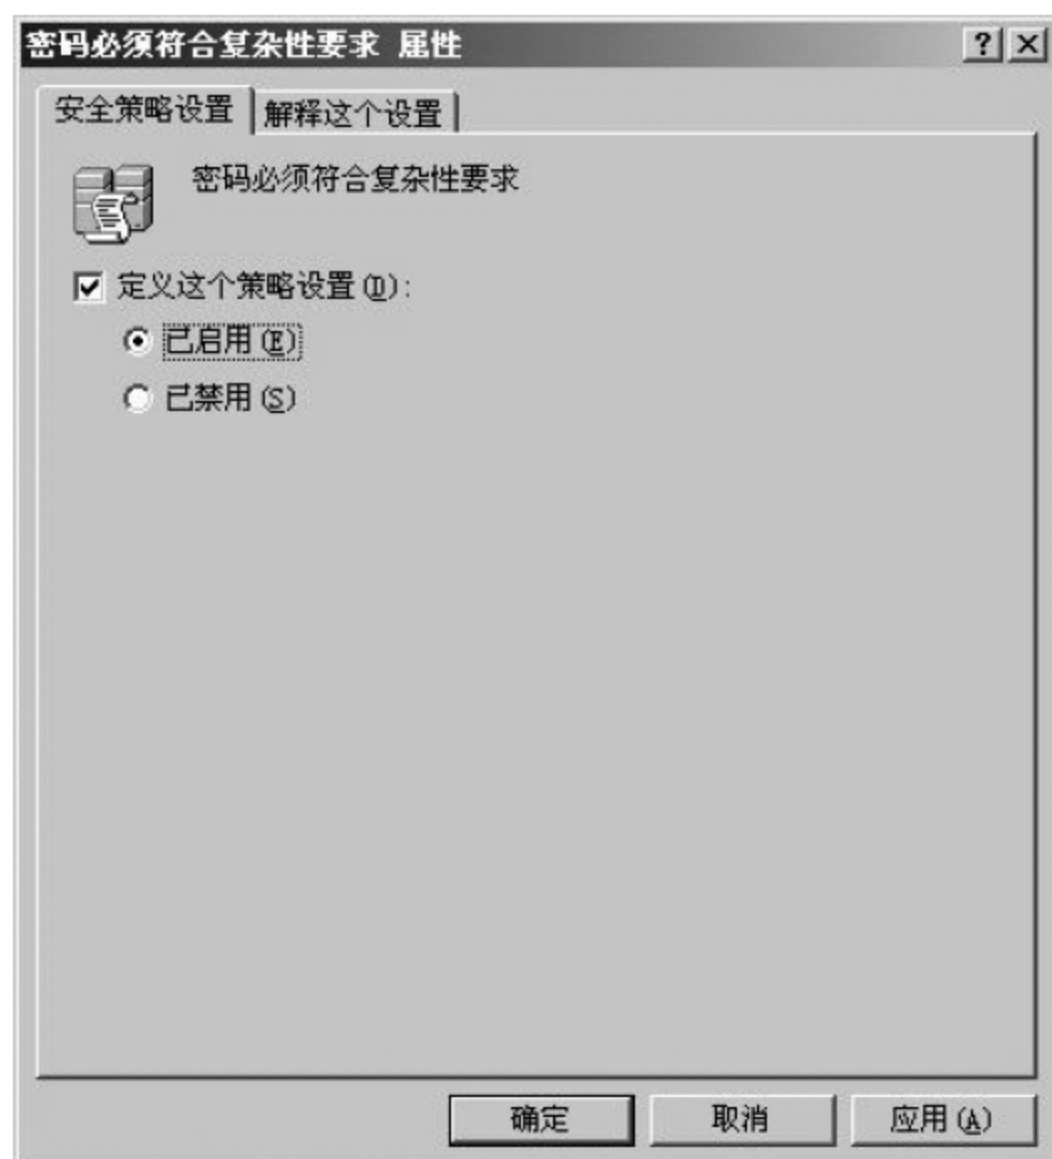 密码必须符合复杂性要求 属性
安全策略设置 解释这个设置
密码必须符合复杂性要求
定义这个策略设置(D):
已启用(E)
已禁用(S)
确定 取消 应用(A)